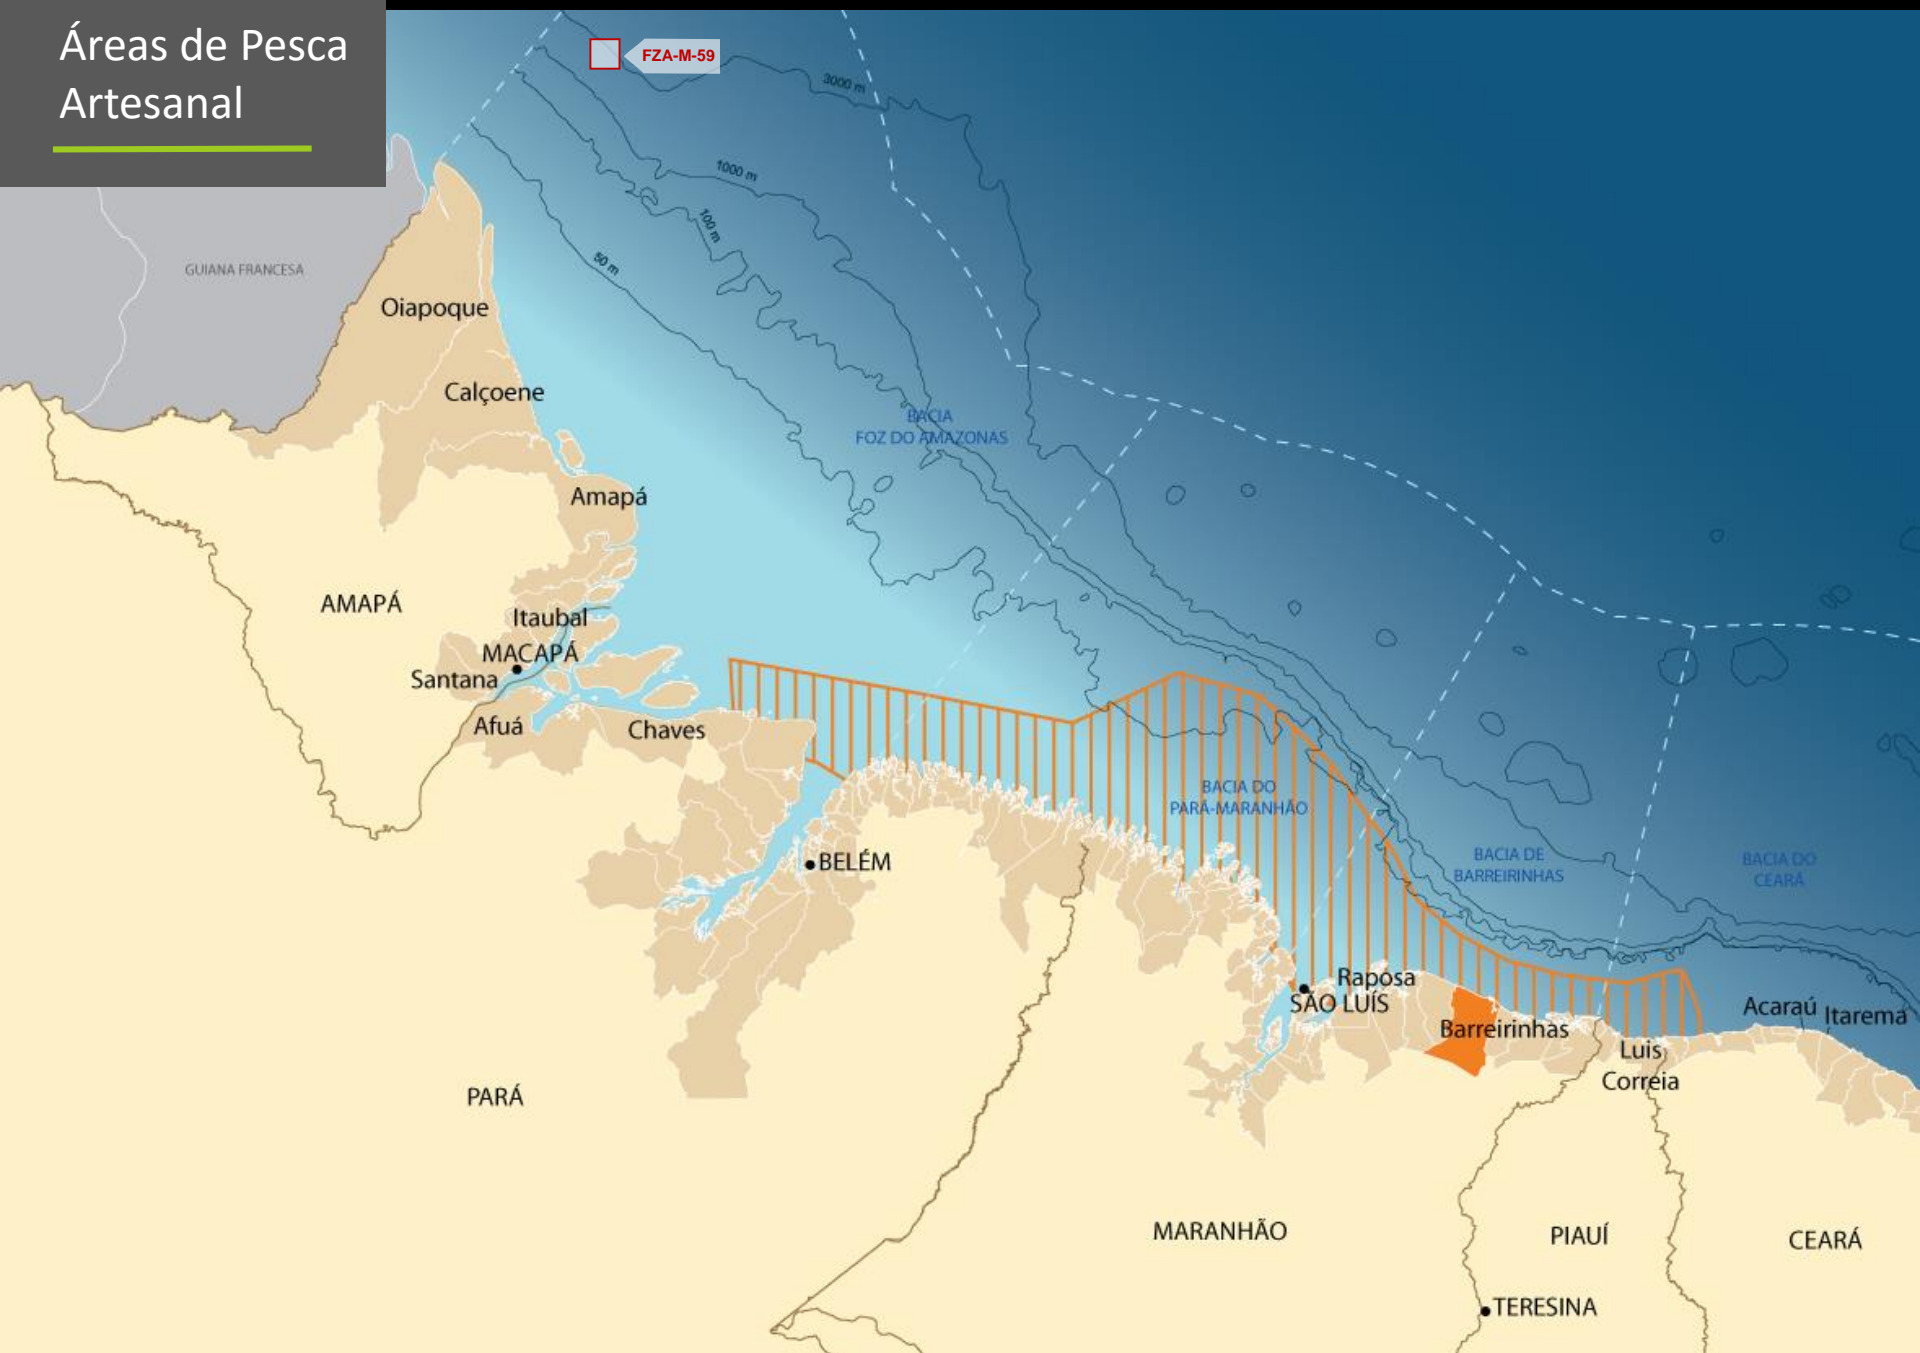 Áreas de Pesca
Artesanal
FZA-M-59
3000 m
1000 m
100 m
50 m
GUIANA FRANCESA
Oiapoque
Calçoene
BACIA
FOZ DO AMAZONAS
Amapá
AMAPÁ
Itaubal
MACAPÁ
Santana
Afuá
Chaves
BACIA DO
PARÁ-MARANHÃO
BELÉM
BACIA DE
BARREIRINHAS
BACIA DO
CEARÁ
Raposa
SÃO LUÍS
Acaraú
Itarema
Barreirinhas
Luis
Correia
PARÁ
MARANHÃO
PIAUÍ
CEARÁ
TERESINA